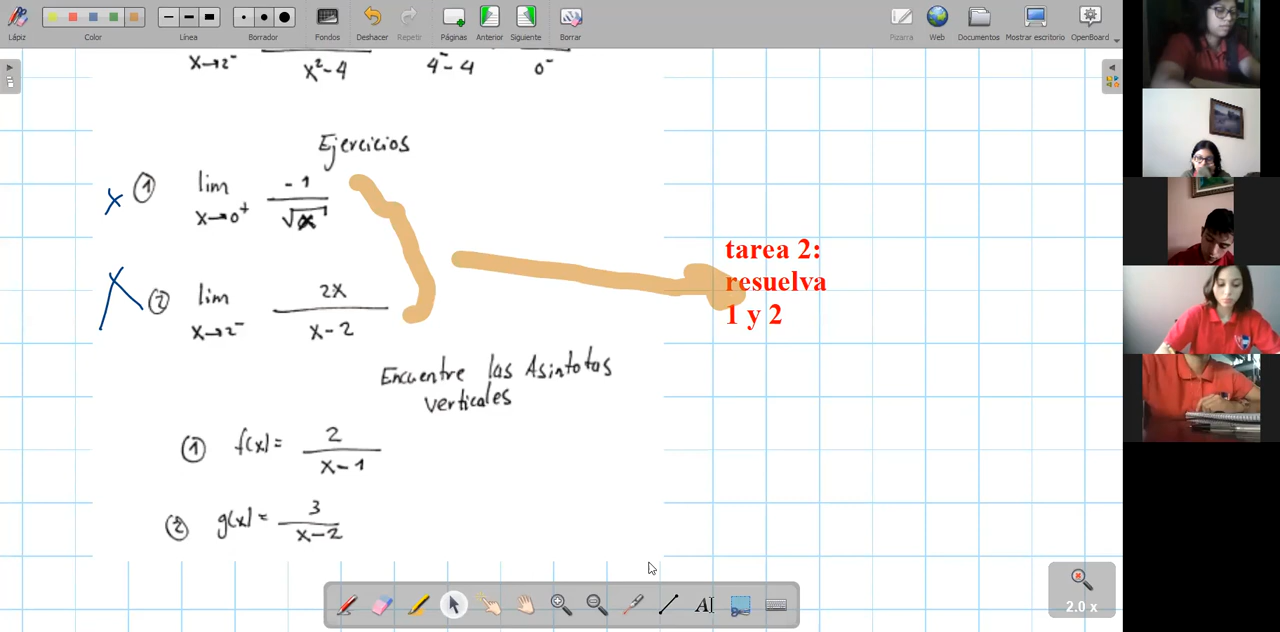 Lápiz Color Línea Borrador Fondos Deshacer Repetir Páginas Anterior Siguiente Borrar Pizarra Web Documentos Mostrar escritorio OpenBoard
x→2⁻ x²-4 4⁻-4 0⁻
Ejercicios
x ① lim x→0⁺ -1/√x
x ② lim x→2⁻ 2x/x-2
tarea 2:
resuelva
1 y 2
Encuentre las Asintotas
verticales
① f(x)= 2/x-1
② g(x)= 3/x-2
2.0 x